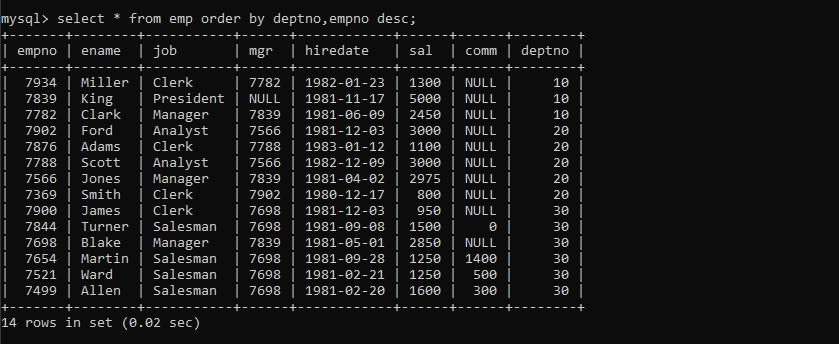 mysql> select * from emp order by deptno,empno desc;
+-------+--------+-----------+------+------------+------+------+--------+
| empno | ename | job | mgr | hiredate | sal | comm | deptno |
+-------+--------+-----------+------+------------+------+------+--------+
| 7934 | Miller | Clerk | 7782 | 1982-01-23 | 1300 | NULL | 10 |
| 7839 | King | President | NULL | 1981-11-17 | 5000 | NULL | 10 |
| 7782 | Clark | Manager | 7839 | 1981-06-09 | 2450 | NULL | 10 |
| 7902 | Ford | Analyst | 7566 | 1981-12-03 | 3000 | NULL | 20 |
| 7876 | Adams | Clerk | 7788 | 1983-01-12 | 1100 | NULL | 20 |
| 7788 | Scott | Analyst | 7566 | 1982-12-09 | 3000 | NULL | 20 |
| 7566 | Jones | Manager | 7839 | 1981-04-02 | 2975 | NULL | 20 |
| 7369 | Smith | Clerk | 7902 | 1980-12-17 | 800 | NULL | 20 |
| 7900 | James | Clerk | 7698 | 1981-12-03 | 950 | NULL | 30 |
| 7844 | Turner | Salesman | 7698 | 1981-09-08 | 1500 | 0 | 30 |
| 7698 | Blake | Manager | 7839 | 1981-05-01 | 2850 | NULL | 30 |
| 7654 | Martin | Salesman | 7698 | 1981-09-28 | 1250 | 1400 | 30 |
| 7521 | Ward | Salesman | 7698 | 1981-02-21 | 1250 | 500 | 30 |
| 7499 | Allen | Salesman | 7698 | 1981-02-20 | 1600 | 300 | 30 |
+-------+--------+-----------+------+------------+------+------+--------+
14 rows in set (0.02 sec)